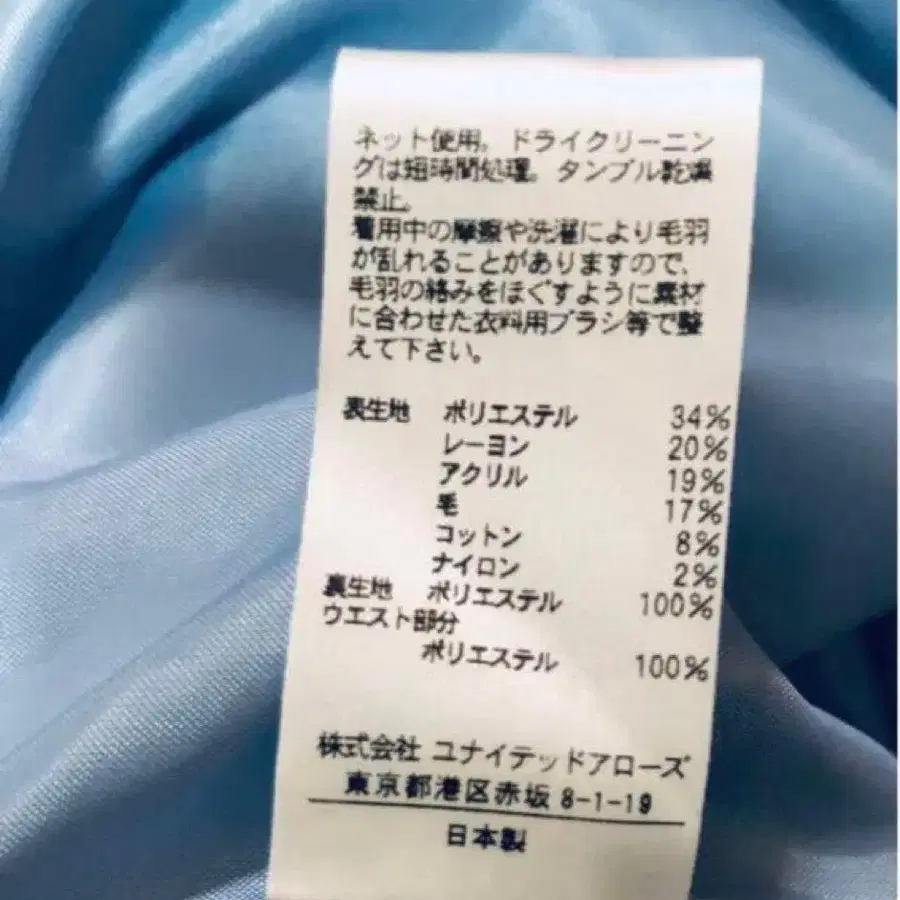 ネット使用。ドライクリーニン
グは短時間処理。タンブル乾燥
禁止。
着用中の摩擦や洗濯により毛羽
が乱れることがありますので、
毛羽の絡みをほぐすように素材
に合わせた衣料用ブラシ等で整
えて下さい。
表生地 ポリエステル 34%
レーヨン 20%
アクリル 19%
毛 17%
コットン 8%
ナイロン 2%
裏生地 ポリエステル 100%
ウエスト部分
ポリエステル 100%
株式会社 ユナイテッドアローズ
東京都港区赤坂 8-1-19
日本製